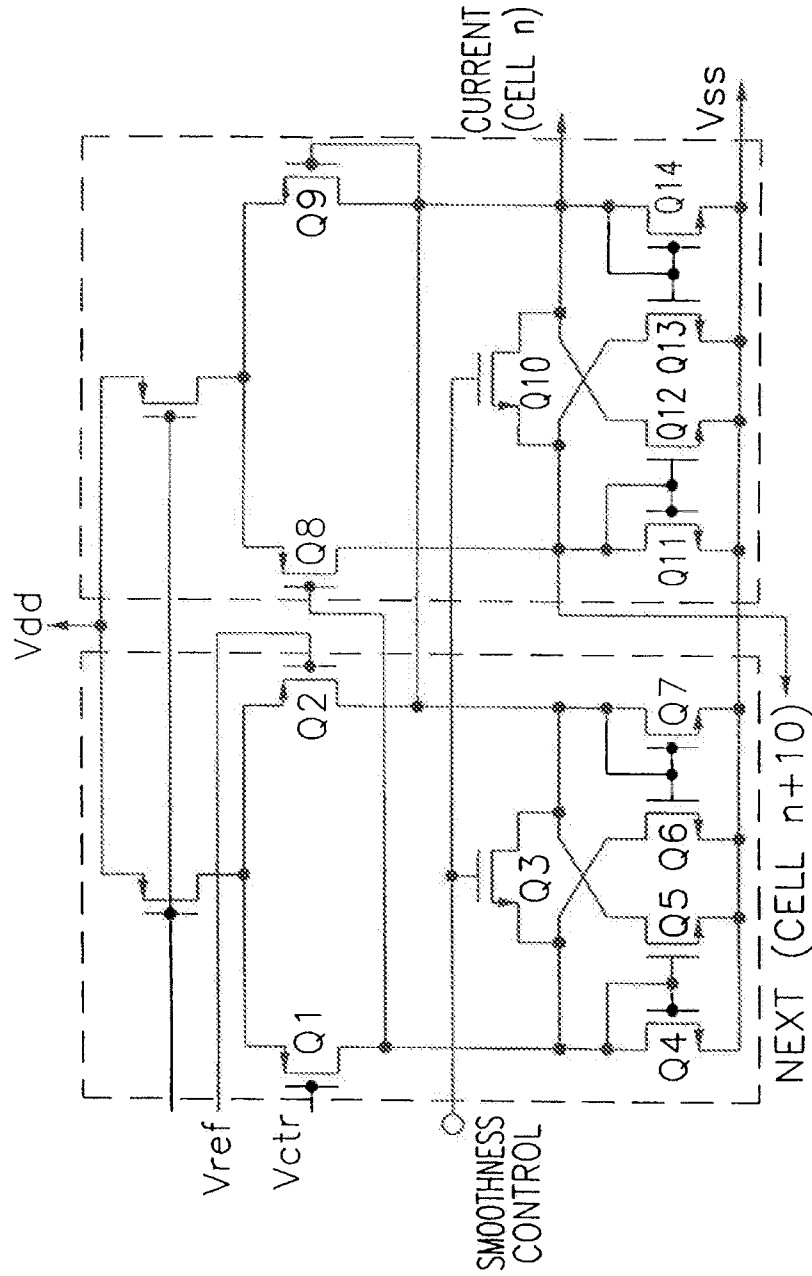 Vdd
Vref
Vctr
Q1
Q2
Q8
Q9
SMOOTHNESS
CONTROL
Q3
Q10
CURRENT
(CELL n)
Q4
Q5
Q6
Q7
Q11
Q12
Q13
Q14
Vss
NEXT (CELL n+10)